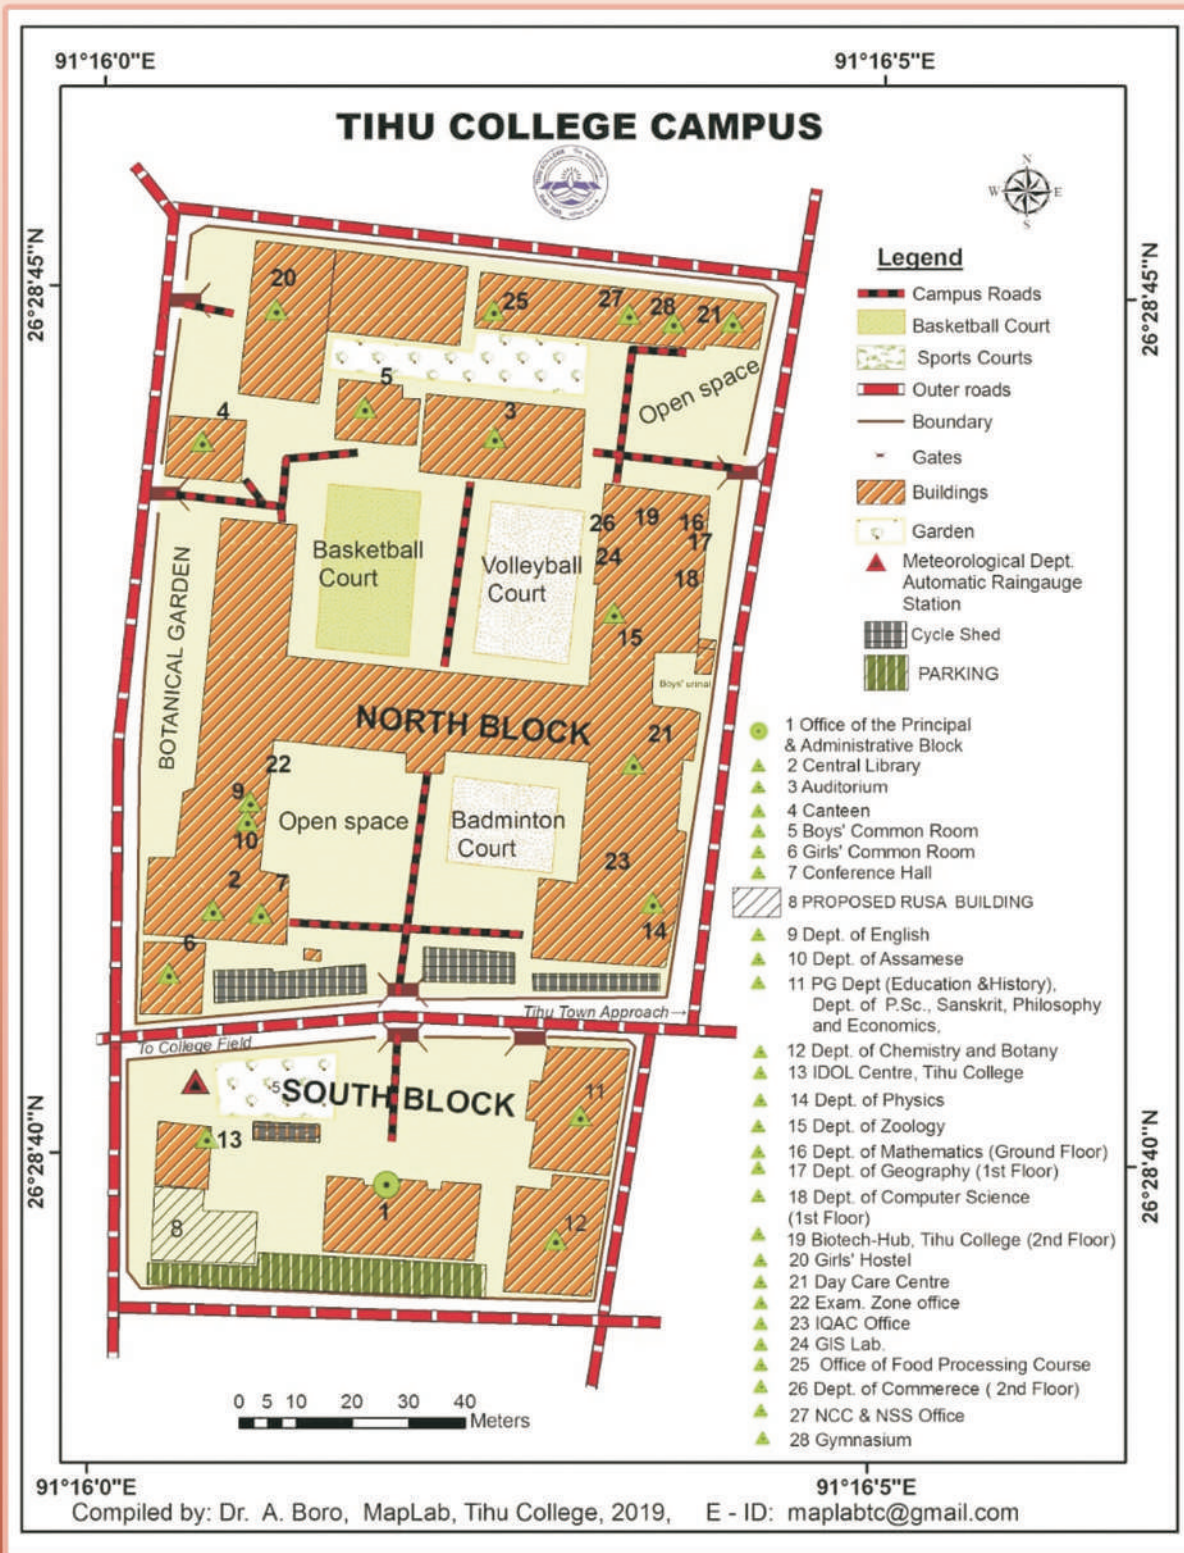 91°16'0"E 91°16'5"E
TIHU COLLEGE CAMPUS
TIHU COLLEGE
N
W E
S
26°28'45"N
26°28'45"N
Legend
Campus Roads
Basketball Court
Sports Courts
Outer roads
Boundary
Gates
Buildings
Garden
Meteorological Dept.
Automatic Raingauge
Station
Cycle Shed
PARKING
20
25
27
28
21
Open space
5
4
3
Basketball
Court
Volleyball
Court
26
19
16
17
24
18
15
Boys' urinal
BOTANICAL GARDEN
NORTH BLOCK
21
22
9
10
Open space
Badminton
Court
23
2
7
14
6
Tihu Town Approach→
To College Field
5
SOUTH BLOCK
11
13
8
1
12
1 Office of the Principal
& Administrative Block
2 Central Library
3 Auditorium
4 Canteen
5 Boys' Common Room
6 Girls' Common Room
7 Conference Hall
8 PROPOSED RUSA BUILDING
9 Dept. of English
10 Dept. of Assamese
11 PG Dept (Education &History),
Dept. of P.Sc., Sanskrit, Philosophy
and Economics,
12 Dept. of Chemistry and Botany
13 IDOL Centre, Tihu College
14 Dept. of Physics
15 Dept. of Zoology
16 Dept. of Mathematics (Ground Floor)
17 Dept. of Geography (1st Floor)
18 Dept. of Computer Science
(1st Floor)
19 Biotech-Hub, Tihu College (2nd Floor)
20 Girls' Hostel
21 Day Care Centre
22 Exam. Zone office
23 IQAC Office
24 GIS Lab.
25 Office of Food Processing Course
26 Dept. of Commerece ( 2nd Floor)
27 NCC & NSS Office
28 Gymnasium
26°28'40"N
26°28'40"N
0 5 10 20 30 40
Meters
91°16'0"E 91°16'5"E
Compiled by: Dr. A. Boro, MapLab, Tihu College, 2019, E - ID: maplabtc@gmail.com